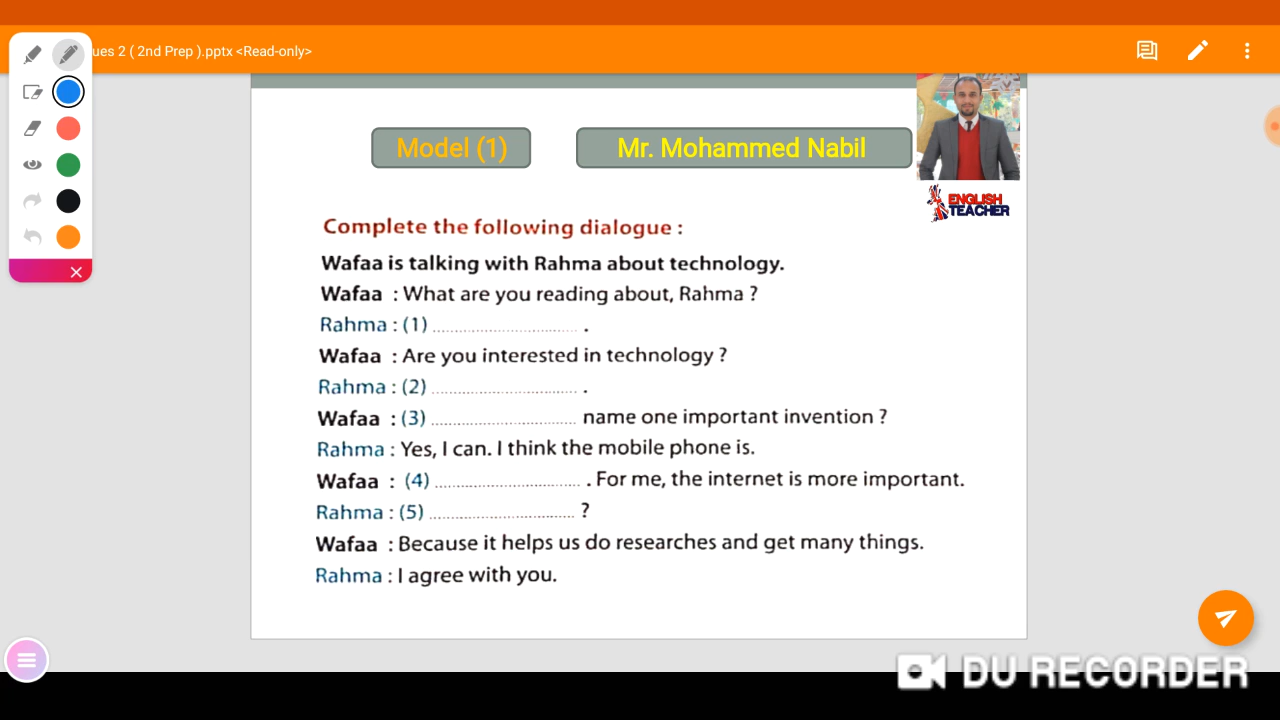 ues 2 ( 2nd Prep ).pptx <Read-only>
Model (1)
Mr. Mohammed Nabil
ENGLISH
TEACHER
Complete the following dialogue :
Wafaa is talking with Rahma about technology.
Wafaa : What are you reading about, Rahma ?
Rahma : (1) ................................ .
Wafaa : Are you interested in technology ?
Rahma : (2) ................................ .
Wafaa : (3) ................................ name one important invention ?
Rahma : Yes, I can. I think the mobile phone is.
Wafaa : (4) ................................ . For me, the internet is more important.
Rahma : (5) ................................ ?
Wafaa : Because it helps us do researches and get many things.
Rahma : I agree with you.
DU RECORDER